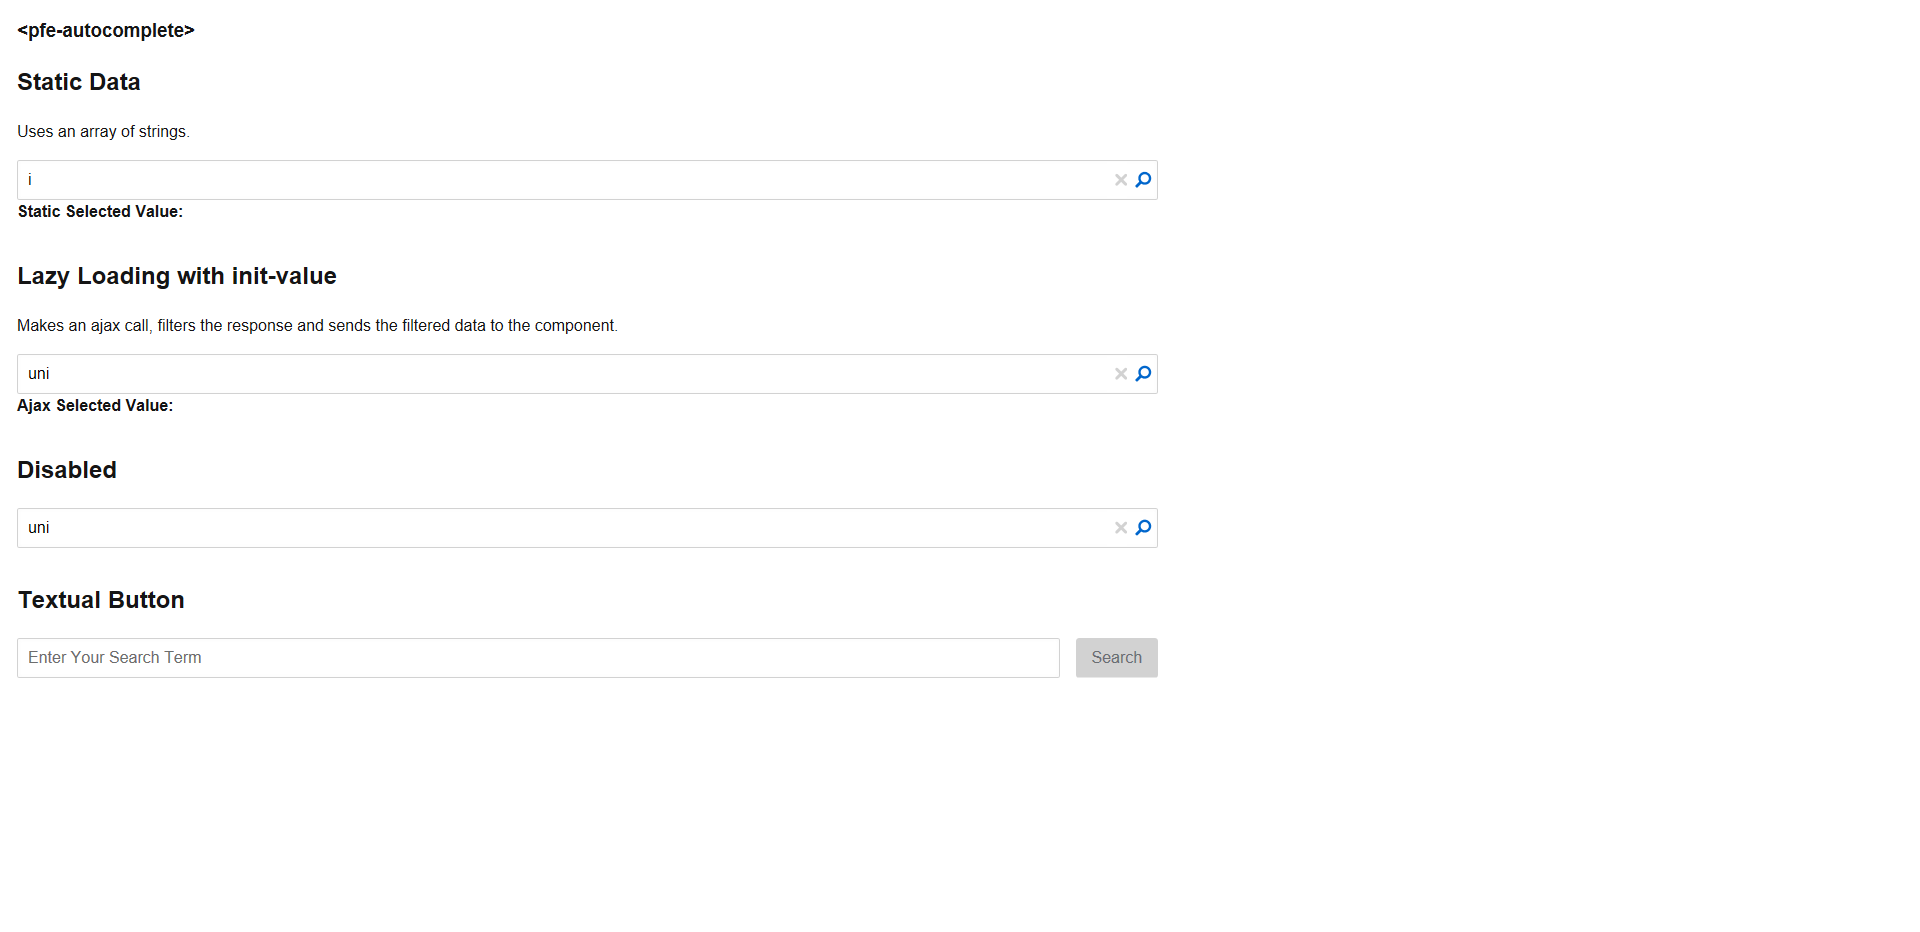 <pfe-autocomplete>
Static Data
Uses an array of strings.
i
Static Selected Value:
Lazy Loading with init-value
Makes an ajax call, filters the response and sends the filtered data to the component.
uni
Ajax Selected Value:
Disabled
uni
Textual Button
Enter Your Search Term
Search